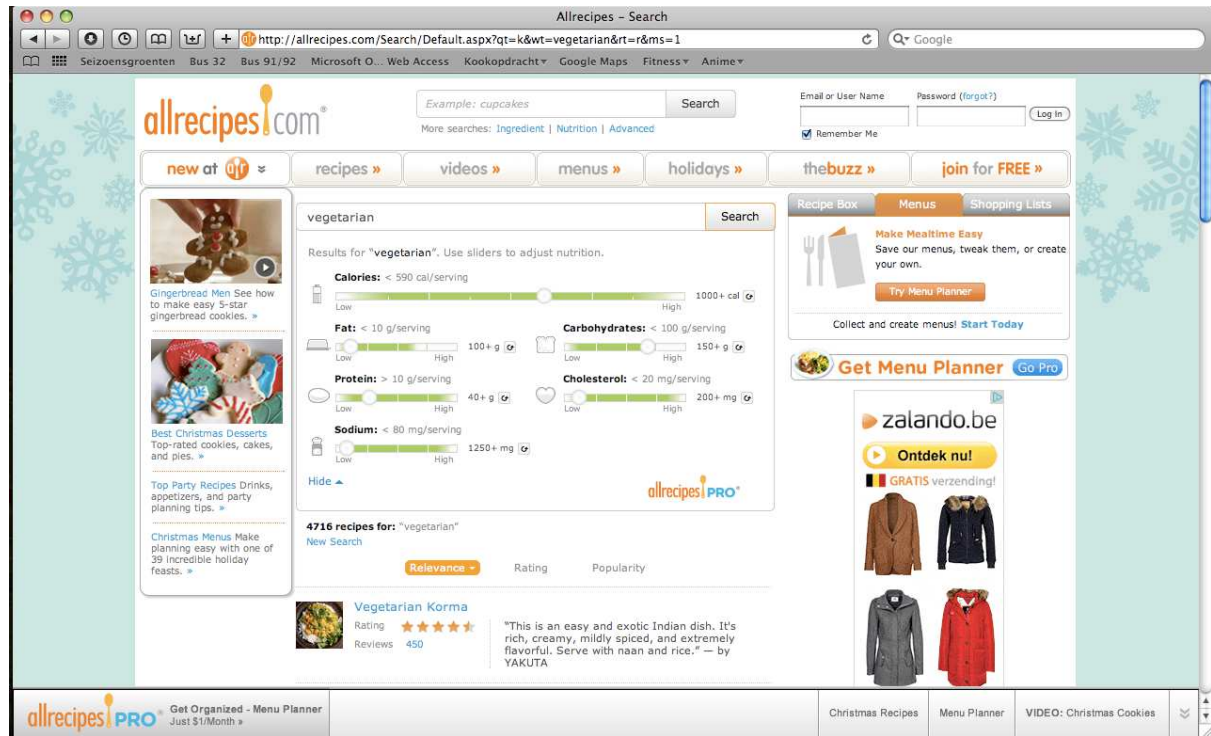 Allrecipes – Search
http://allrecipes.com/Search/Default.aspx?qt=k&wt=vegetarian&rt=r&ms=1
Google
Seizoensgroenten Bus 32 Bus 91/92 Microsoft O... Web Access Kookopdracht Google Maps Fitness Anime
allrecipes.com®
Example: cupcakes
Search
More searches: Ingredient | Nutrition | Advanced
Email or User Name
Password (forgot?)
Log In
Remember Me
new at ar
recipes »
videos »
menus »
holidays »
thebuzz »
join for FREE »
Gingerbread Men See how
to make easy 5-star
gingerbread cookies. »
Best Christmas Desserts
Top-rated cookies, cakes,
and pies. »
Top Party Recipes Drinks,
appetizers, and party
planning tips. »
Christmas Menus Make
planning easy with one of
39 incredible holiday
feasts. »
vegetarian
Search
Results for "vegetarian". Use sliders to adjust nutrition.
Calories: < 590 cal/serving
1000+ cal
Low High
Fat: < 10 g/serving
100+ g
Low High
Carbohydrates: < 100 g/serving
150+ g
Low High
Protein: > 10 g/serving
40+ g
Low High
Cholesterol: < 20 mg/serving
200+ mg
Low High
Sodium: < 80 mg/serving
1250+ mg
Low High
Hide
allrecipes PRO®
4716 recipes for: "vegetarian"
New Search
Relevance
Rating
Popularity
Vegetarian Korma
Rating
Reviews 450
"This is an easy and exotic Indian dish. It's
rich, creamy, mildly spiced, and extremely
flavorful. Serve with naan and rice." — by
YAKUTA
Recipe Box
Menus
Shopping Lists
Make Mealtime Easy
Save our menus, tweak them, or create
your own.
Try Menu Planner
Collect and create menus! Start Today
Get Menu Planner
Go Pro
zalando.be
Ontdek nu!
GRATIS verzending!
allrecipes PRO®
Get Organized - Menu Planner
Just $1/Month »
Christmas Recipes
Menu Planner
VIDEO: Christmas Cookies